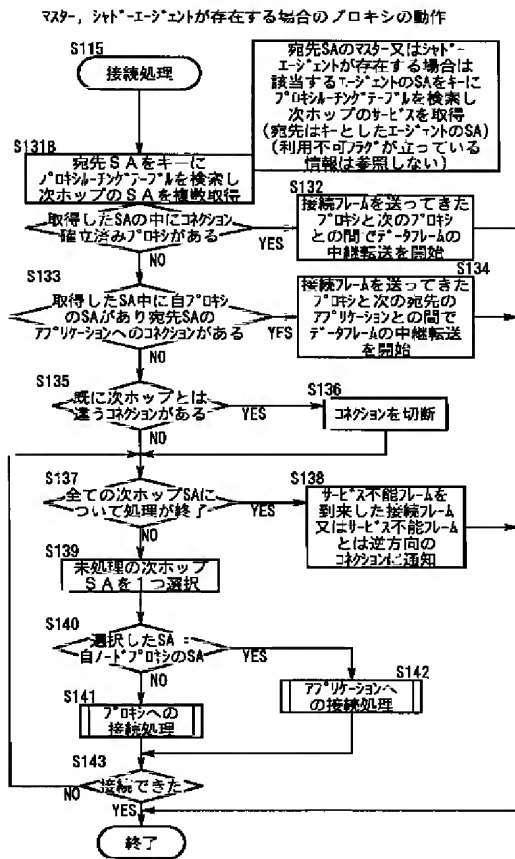 マスター,シャドーエージェントが存在する場合のプロキシの動作
S115
接続処理
宛先SAのマスター又はシャドー
エージェントが存在する場合は
該当するエージェントのSAをキーに
プロキシルーチングテーブルを検索し
次ホップのサービスを取得
(宛先はキーとしたエージェントのSA)
(利用不可フラグが立っている
情報は参照しない)
S131B
宛先SAをキーに
プロキシルーチングテーブルを検索し
次ホップのSAを複数取得
取得したSAの中にコネクション
確立済みプロキシがある
YES
NO
S132
接続フレームを送ってきた
プロキシと次のプロキシ
との間でデータフレームの
中継転送を開始
S133
取得したSA中に自プロキシ
のSAがあり宛先SAの
アプリケーションへのコネクションがある
YES
NO
S134
接続フレームを送ってきた
プロキシと次の宛先の
アプリケーションとの間で
データフレームの中継転送
を開始
S135
既に次ホップとは
違うコネクションがある
YES
NO
S136
コネクションを切断
S137
全ての次ホップSAに
ついて処理が終了
YES
NO
S138
サービス不能フレームを
到来した接続フレーム
又はサービス不能フレーム
とは逆方向の
コネクションに通知
S139
未処理の次ホップ
SAを1つ選択
S140
選択したSA=
自ノードプロキシのSA
YES
NO
S141
プロキシへの
接続処理
S142
アプリケーションへ
の接続処理
S143
接続できた
NO
YES
終了